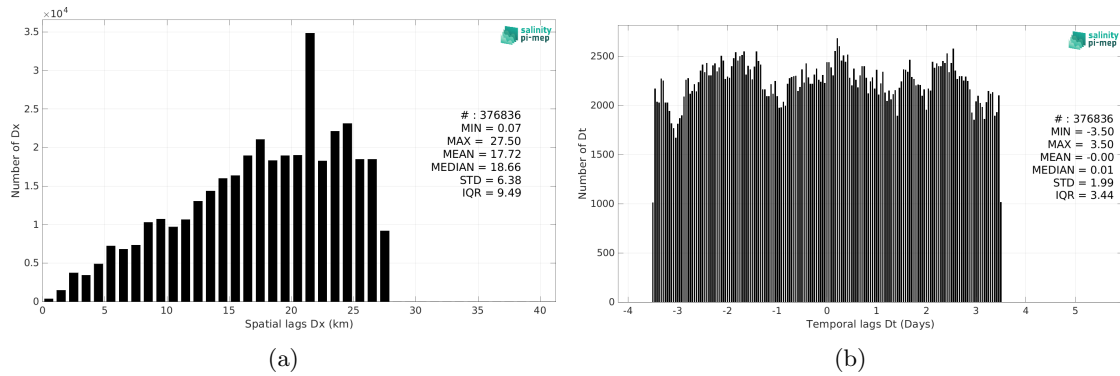 ×10⁴
3.5
3
2.5
2
1.5
1
0.5
0
0 5 10 15 20 25 30 35 40
Number of Dx
Spatial lags Dx (km)
salinity
pi-mep
# : 376836
MIN = 0.07
MAX = 27.50
MEAN = 17.72
MEDIAN = 18.66
STD = 6.38
IQR = 9.49
(a)
2500
2000
1500
1000
500
0
-4 -3 -2 -1 0 1 2 3 4 5
Number of Dt
Temporal lags Dt (Days)
salinity
pi-mep
# : 376836
MIN = -3.50
MAX = 3.50
MEAN = -0.00
MEDIAN = 0.01
STD = 1.99
IQR = 3.44
(b)